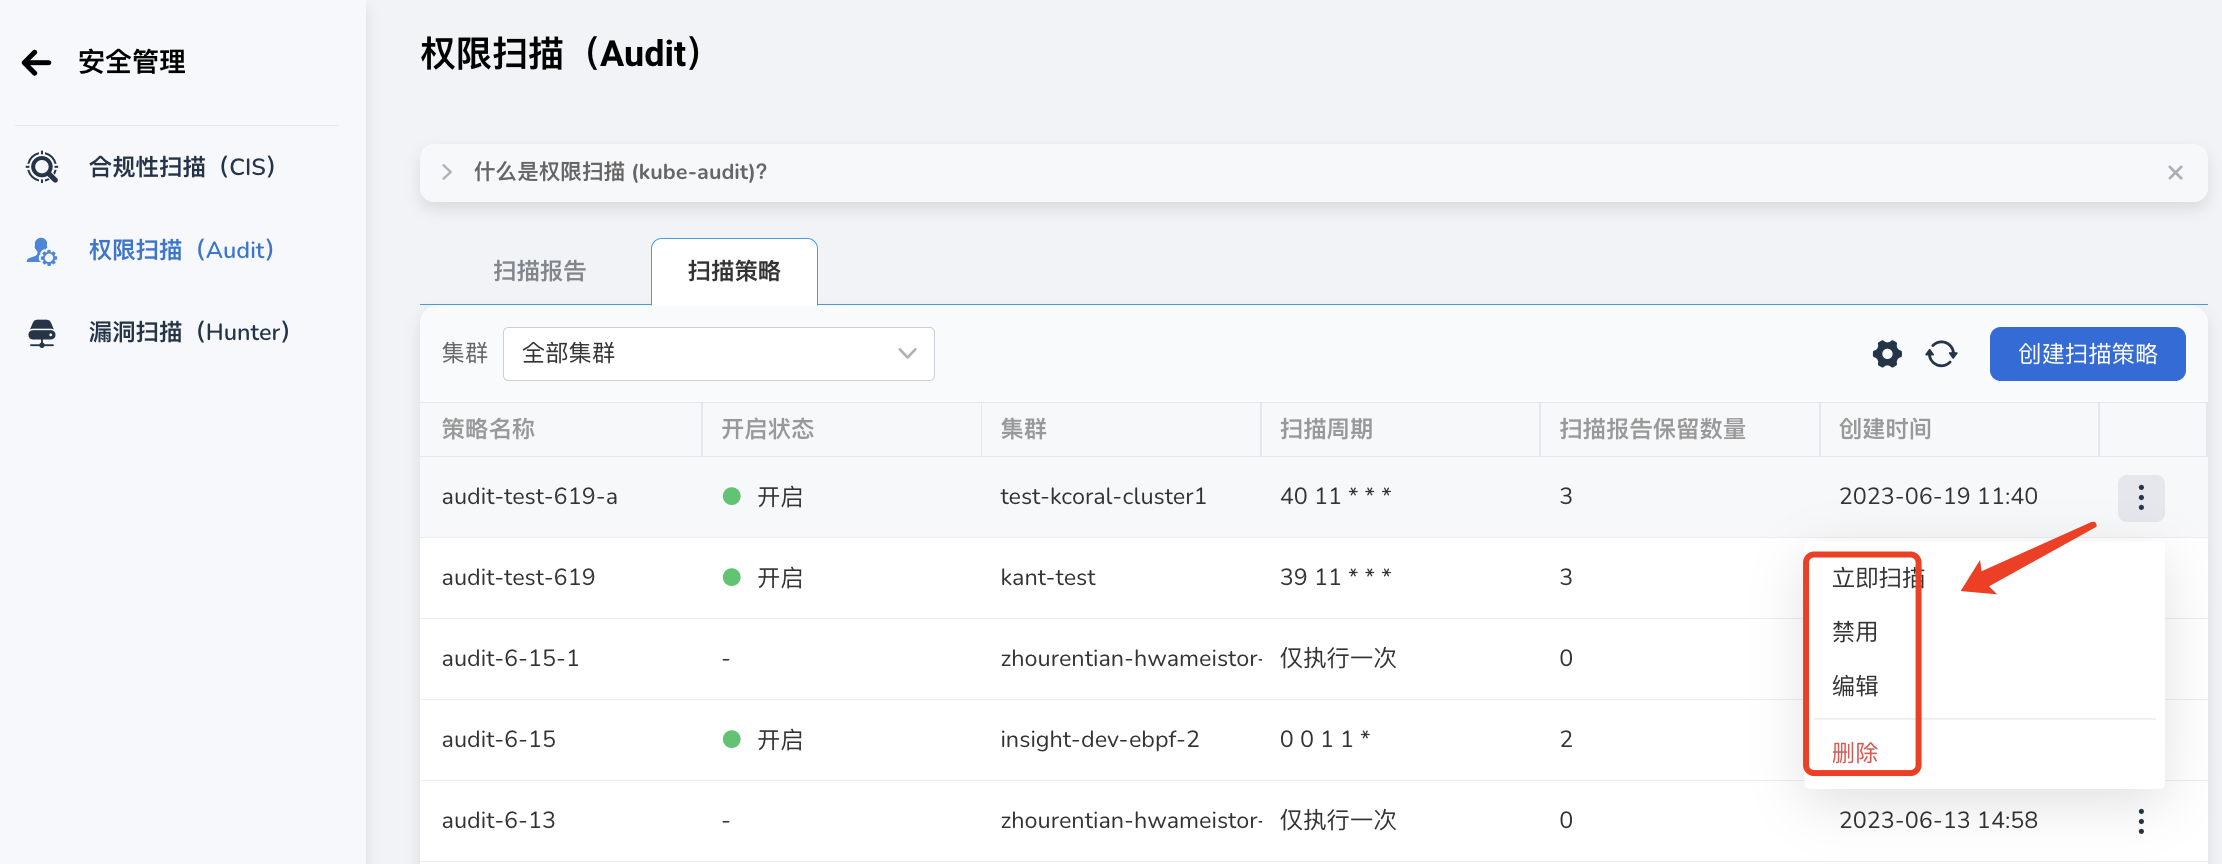 安全管理
合规性扫描（CIS）
权限扫描（Audit）
漏洞扫描（Hunter）
权限扫描（Audit）
什么是权限扫描 (kube-audit)?
扫描报告 扫描策略
集群 全部集群 创建扫描策略
策略名称 开启状态 集群 扫描周期 扫描报告保留数量 创建时间
audit-test-619-a 开启 test-kcoral-cluster1 40 11 * * * 3 2023-06-19 11:40
audit-test-619 开启 kant-test 39 11 * * * 3
audit-6-15-1 - zhourentian-hwameistor- 仅执行一次 0
audit-6-15 开启 insight-dev-ebpf-2 0 0 1 1 * 2
audit-6-13 - zhourentian-hwameistor- 仅执行一次 0 2023-06-13 14:58
立即扫描
禁用
编辑
删除